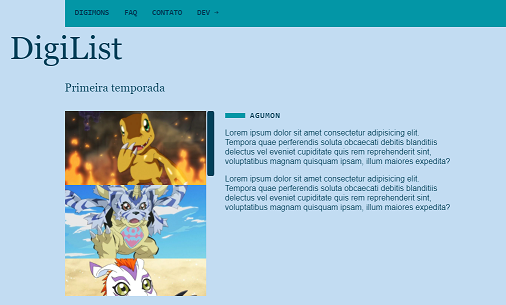 DIGIMONS FAQ CONTATO DEV →
DigiList
Primeira temporada
AGUMON
Lorem ipsum dolor sit amet consectetur adipisicing elit.
Tempora quae perferendis soluta obcaecati debitis blanditiis
delectus vel eveniet cupiditate quis rem reprehenderit sint,
voluptatibus magnam quisquam ipsam, illum maiores expedita?
Lorem ipsum dolor sit amet consectetur adipisicing elit.
Tempora quae perferendis soluta obcaecati debitis blanditiis
delectus vel eveniet cupiditate quis rem reprehenderit sint,
voluptatibus magnam quisquam ipsam, illum maiores expedita?